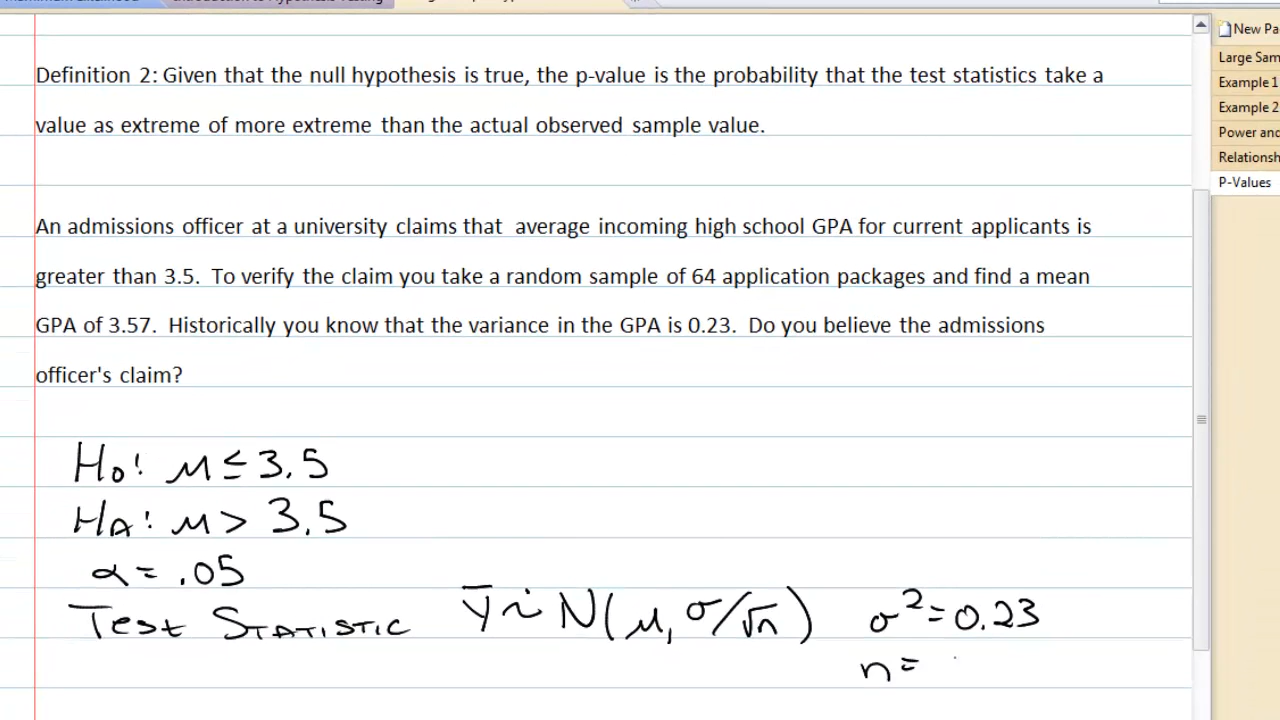 New Pa
Large Sam
Example 1
Example 2
Power and
Relationsh
P-Values
Definition 2: Given that the null hypothesis is true, the p-value is the probability that the test statistics take a
value as extreme of more extreme than the actual observed sample value.
An admissions officer at a university claims that average incoming high school GPA for current applicants is
greater than 3.5. To verify the claim you take a random sample of 64 application packages and find a mean
GPA of 3.57. Historically you know that the variance in the GPA is 0.23. Do you believe the admissions
officer's claim?
H₀: μ ≤ 3.5
H_A: μ > 3.5
α = .05
Test Statistic Ȳ ~ N(μ, σ/√n) σ² = 0.23
n =